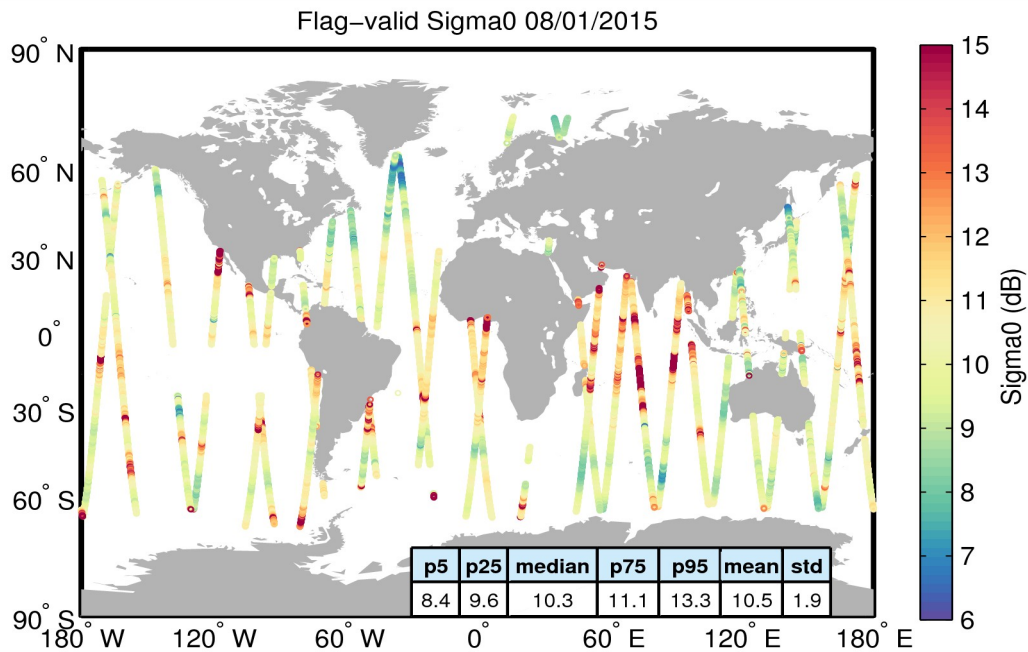 Flag−valid Sigma0 08/01/2015
90° N
60° N
30° N
0°
30° S
60° S
90° S
180° W
120° W
60° W
0°
60° E
120° E
180° E
p5 p25 median p75 p95 mean std
8.4 9.6 10.3 11.1 13.3 10.5 1.9
15
14
13
12
11
10
9
8
7
6
Sigma0 (dB)